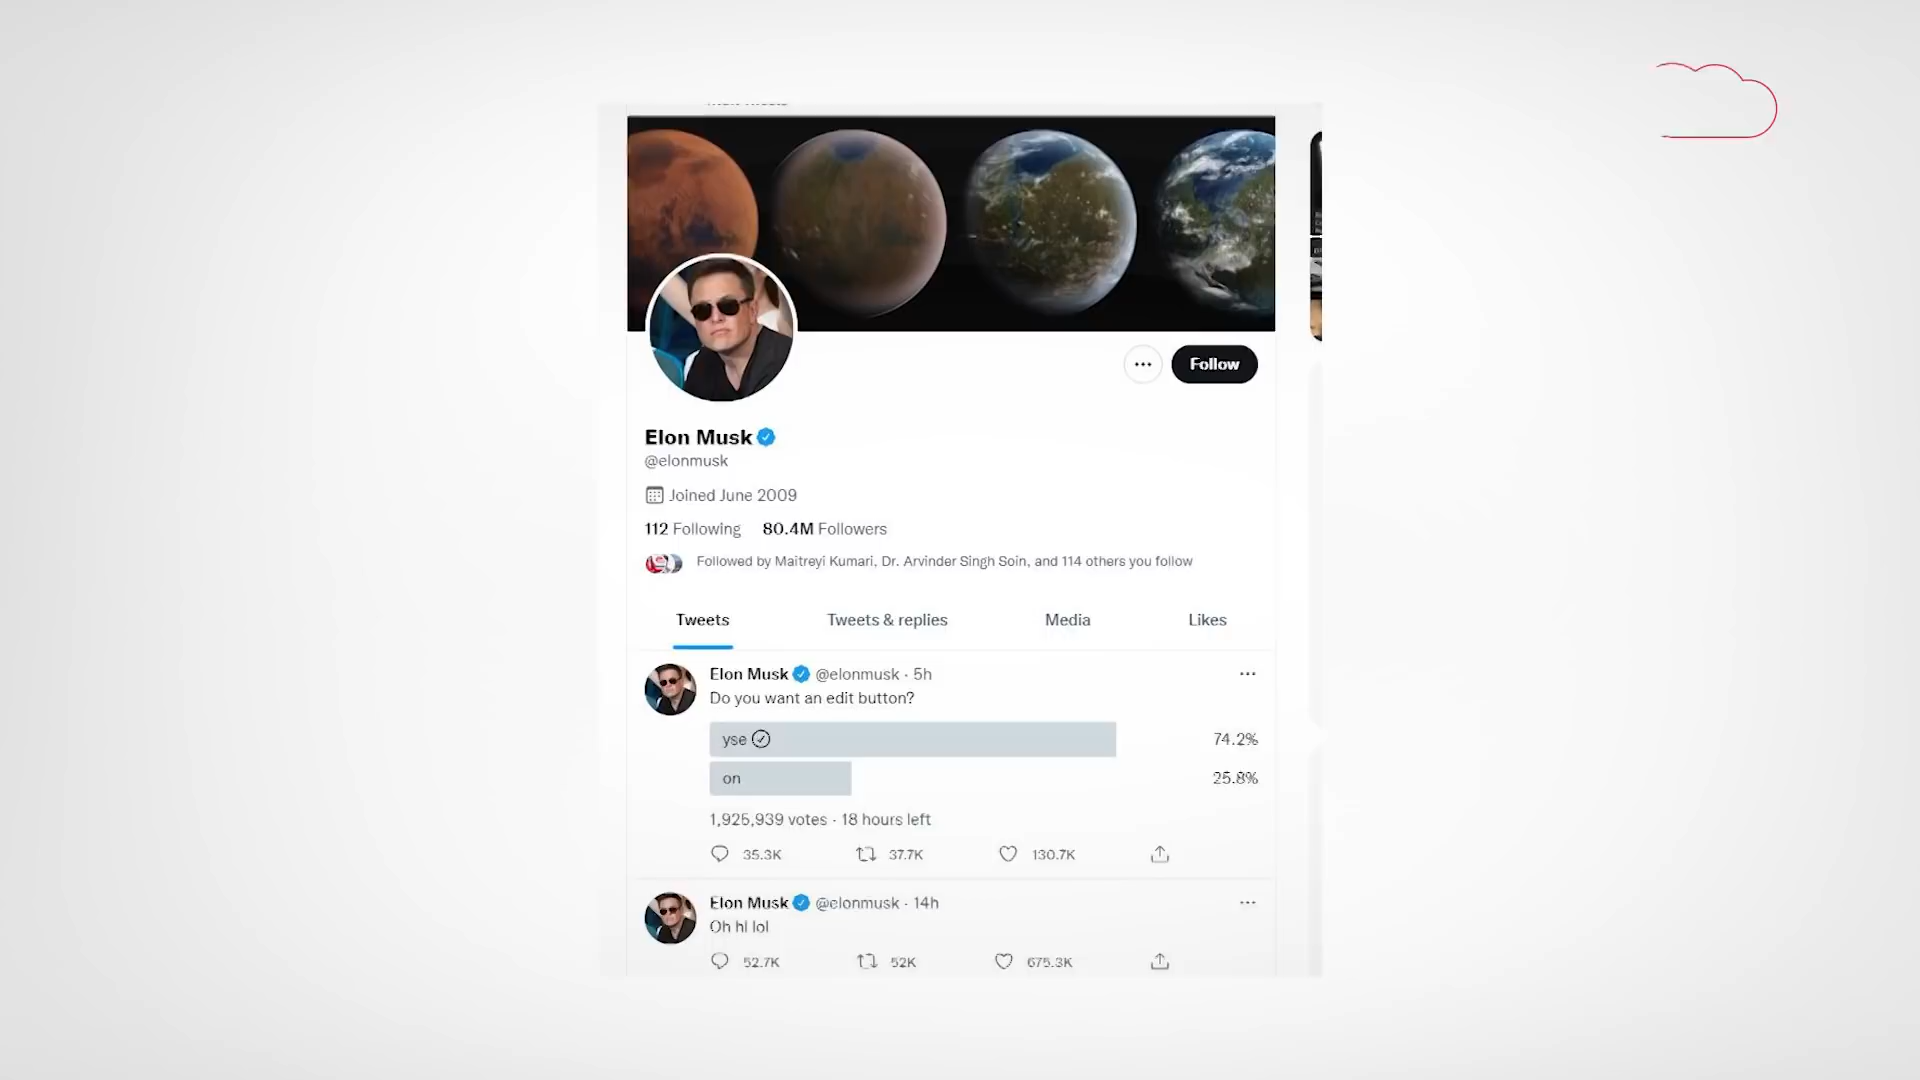 Follow
Elon Musk
@elonmusk
Joined June 2009
112 Following 80.4M Followers
Followed by Maitreyi Kumari, Dr. Arvinder Singh Soin, and 114 others you follow
Tweets Tweets & replies Media Likes
Elon Musk @elonmusk · 5h
Do you want an edit button?
yse 74.2%
on 25.8%
1,925,939 votes · 18 hours left
35.3K 37.7K 130.7K
Elon Musk @elonmusk · 14h
Oh hi lol
52.7K 52K 675.3K